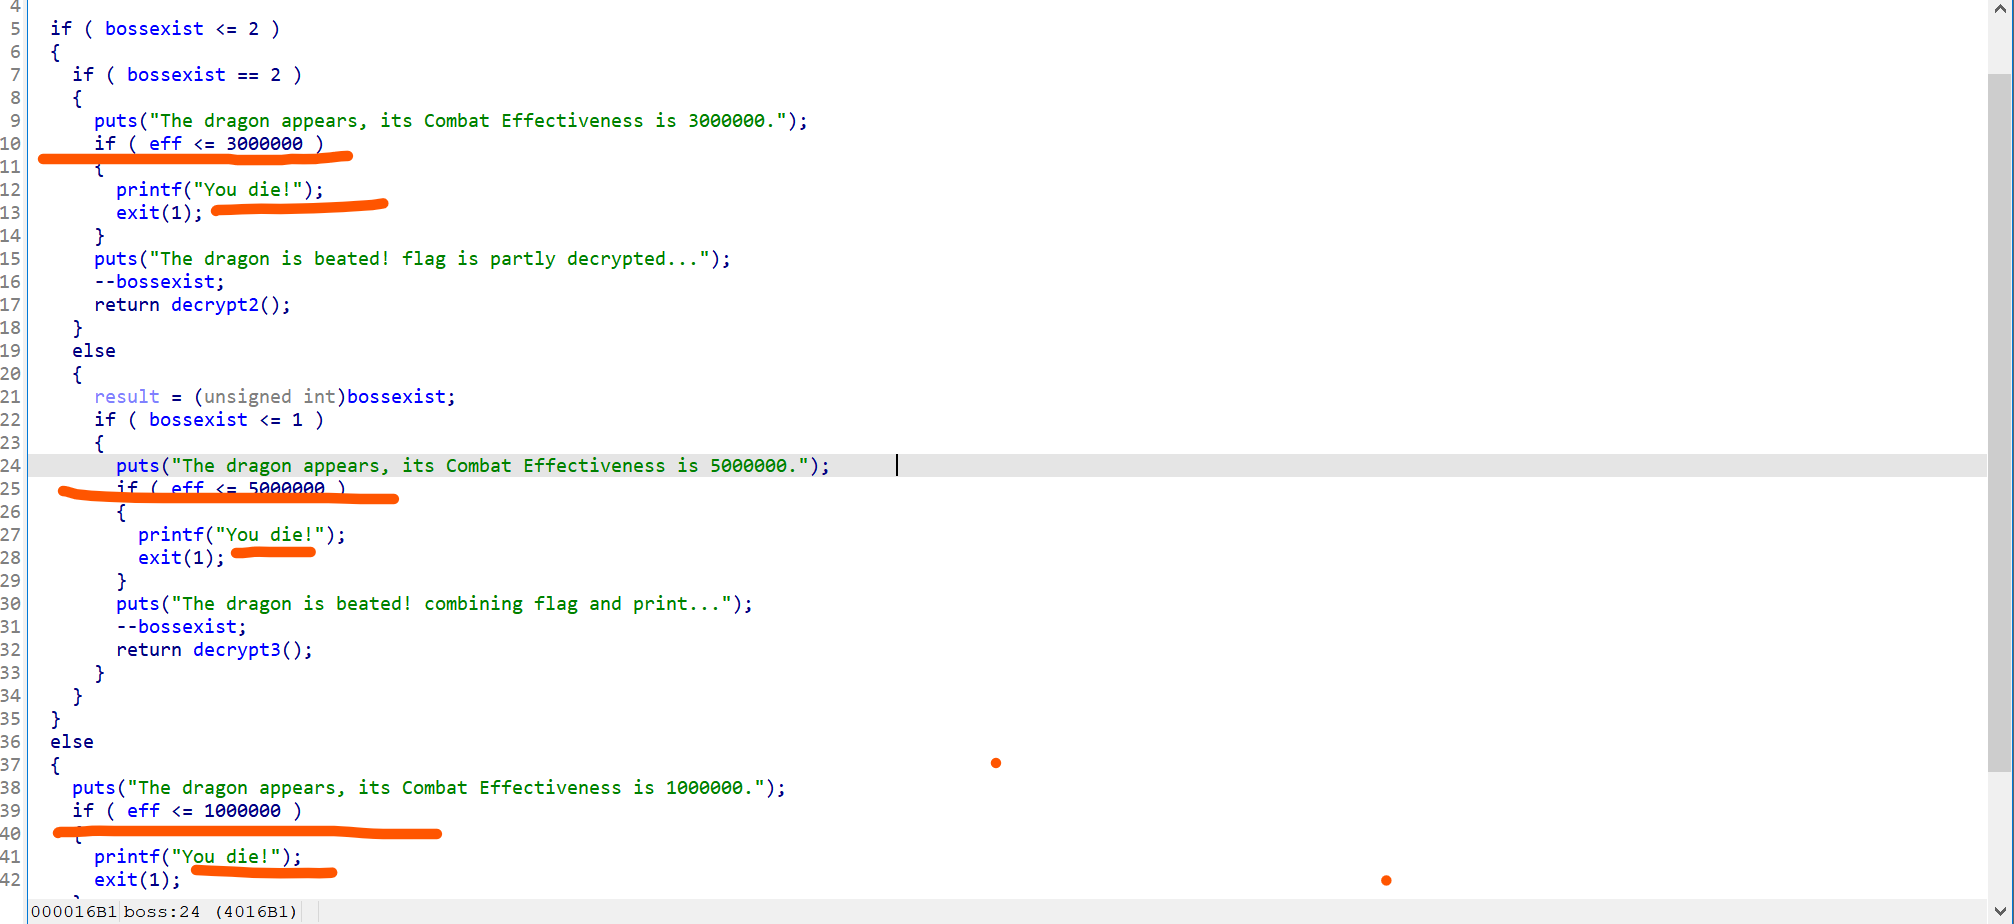 4
5 if ( bossexist <= 2 )
6 {
7 if ( bossexist == 2 )
8 {
9 puts("The dragon appears, its Combat Effectiveness is 3000000.");
10 if ( eff <= 3000000 )
11 {
12 printf("You die!");
13 exit(1);
14 }
15 puts("The dragon is beated! flag is partly decrypted...");
16 --bossexist;
17 return decrypt2();
18 }
19 else
20 {
21 result = (unsigned int)bossexist;
22 if ( bossexist <= 1 )
23 {
24 puts("The dragon appears, its Combat Effectiveness is 5000000.");
25 if ( eff <= 5000000 )
26 {
27 printf("You die!");
28 exit(1);
29 }
30 puts("The dragon is beated! combining flag and print...");
31 --bossexist;
32 return decrypt3();
33 }
34 }
35 }
36 else
37 {
38 puts("The dragon appears, its Combat Effectiveness is 1000000.");
39 if ( eff <= 1000000 )
40 {
41 printf("You die!");
42 exit(1);
000016B1 boss:24 (4016B1)